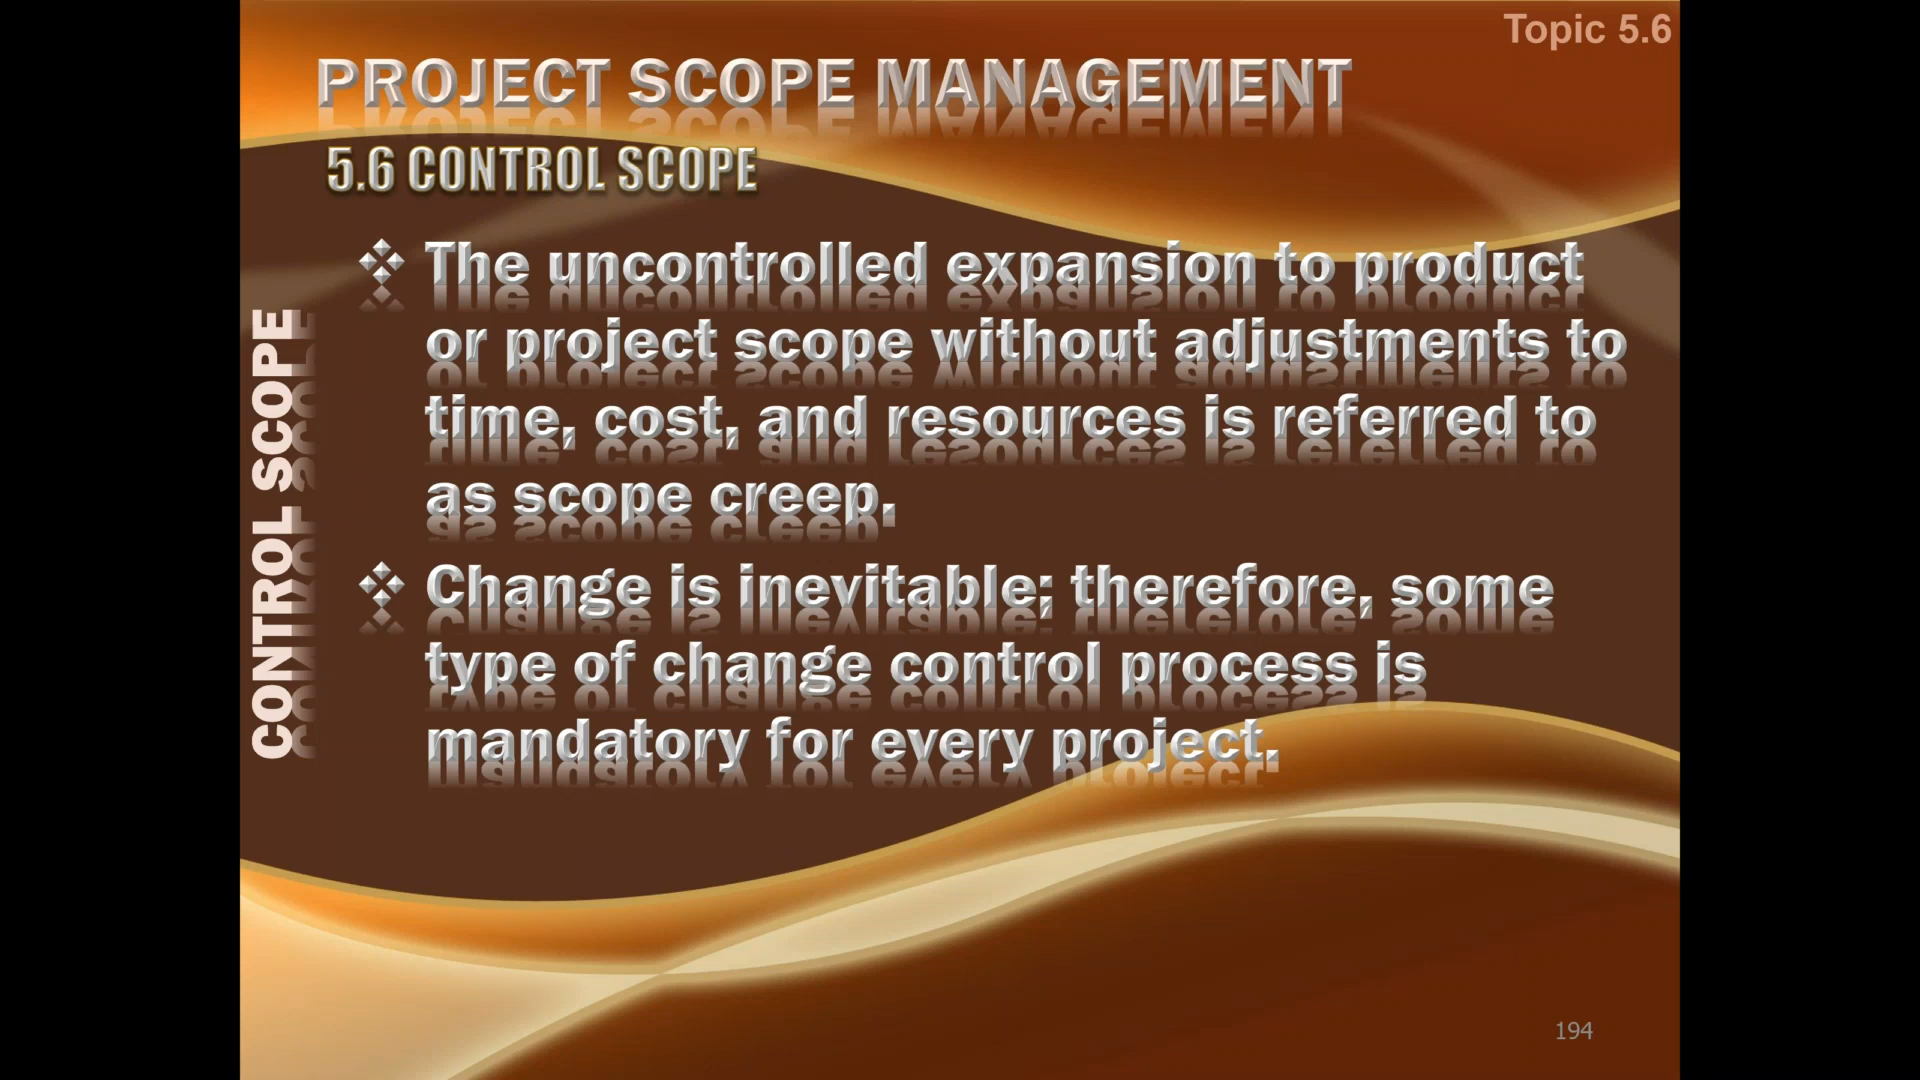 Topic 5.6
PROJECT SCOPE MANAGEMENT
5.6 CONTROL SCOPE
CONTROL SCOPE
The uncontrolled expansion to product
or project scope without adjustments to
time, cost, and resources is referred to
as scope creep.
Change is inevitable; therefore, some
type of change control process is
mandatory for every project.
194